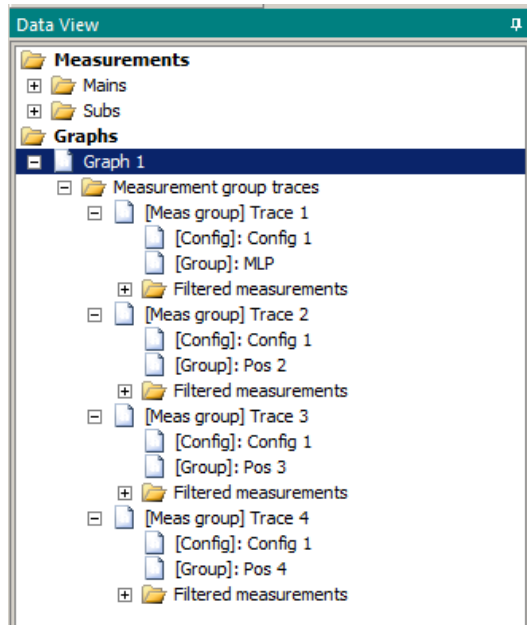 Data View
Measurements
Mains
Subs
Graphs
Graph 1
Measurement group traces
[Meas group] Trace 1
[Config]: Config 1
[Group]: MLP
Filtered measurements
[Meas group] Trace 2
[Config]: Config 1
[Group]: Pos 2
Filtered measurements
[Meas group] Trace 3
[Config]: Config 1
[Group]: Pos 3
Filtered measurements
[Meas group] Trace 4
[Config]: Config 1
[Group]: Pos 4
Filtered measurements